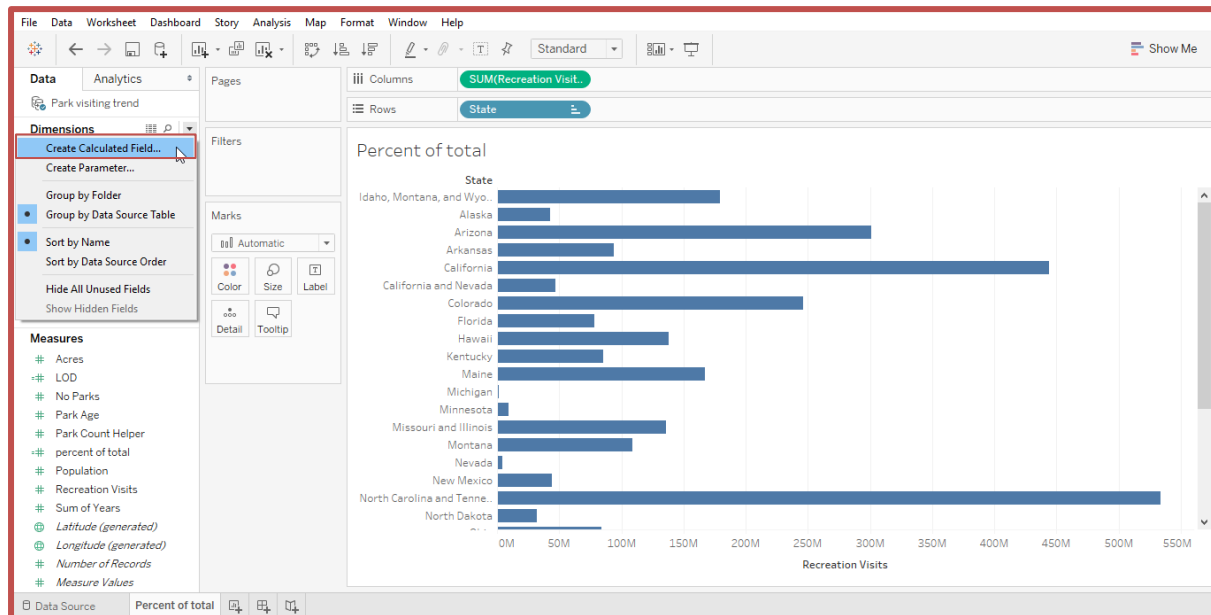 File Data Worksheet Dashboard Story Analysis Map Format Window Help
Standard
Show Me
Data Analytics
Park visiting trend
Dimensions
Create Calculated Field...
Create Parameter...
Group by Folder
Group by Data Source Table
Sort by Name
Sort by Data Source Order
Hide All Unused Fields
Show Hidden Fields
Measures
Acres
LOD
No Parks
Park Age
Park Count Helper
percent of total
Population
Recreation Visits
Sum of Years
Latitude (generated)
Longitude (generated)
Number of Records
Measure Values
Pages
Filters
Marks
Automatic
Color Size Label
Detail Tooltip
Columns SUM(Recreation Visit..
Rows State
Percent of total
State
Idaho, Montana, and Wyo..
Alaska
Arizona
Arkansas
California
California and Nevada
Colorado
Florida
Hawaii
Kentucky
Maine
Michigan
Minnesota
Missouri and Illinois
Montana
Nevada
New Mexico
North Carolina and Tenne..
North Dakota
0M 50M 100M 150M 200M 250M 300M 350M 400M 450M 500M 550M
Recreation Visits
Data Source Percent of total